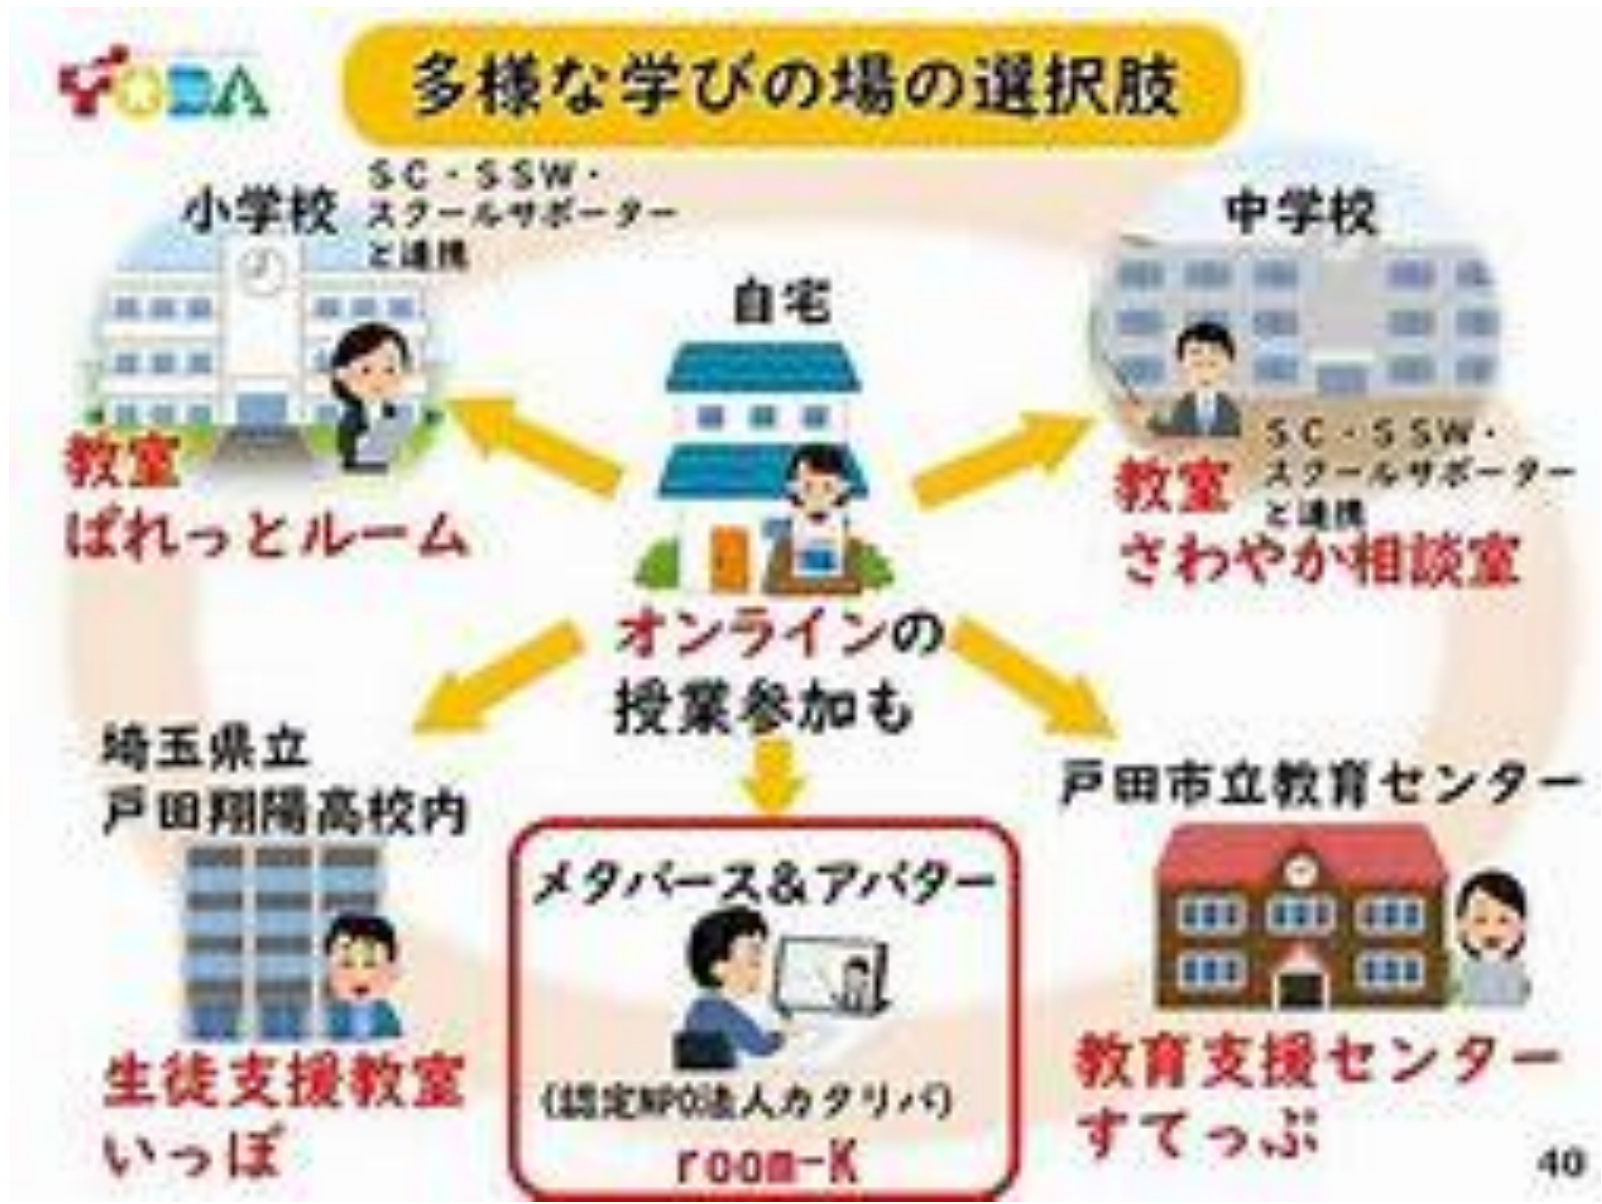 TODA
多様な学びの場の選択肢
小学校
SC・SSW・
スクールサポーター
と連携
教室
ぱれっとルーム
自宅
オンラインの
授業参加も
中学校
SC・SSW・
スクールサポーター
と連携
教室
さわやか相談室
埼玉県立
戸田翔陽高校内
生徒支援教室
いっぽ
メタバース&アバター
(認定NPO法人カタリバ)
room-K
戸田市立教育センター
教育支援センター
すてっぷ
40